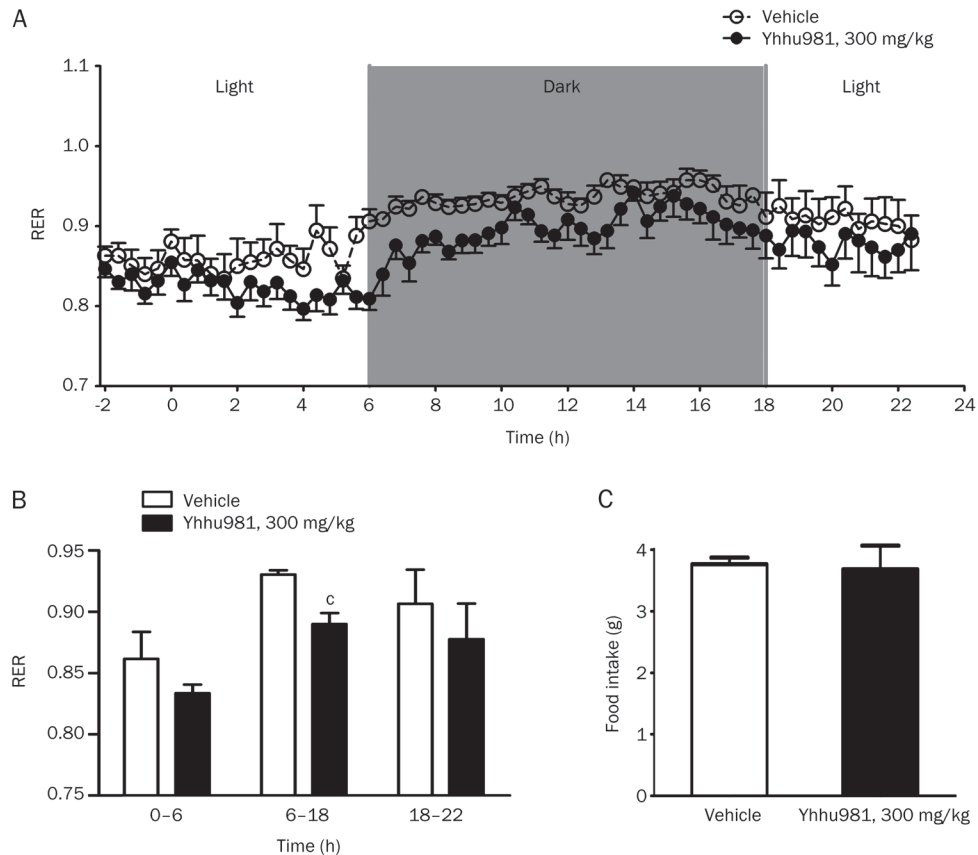 A
Vehicle
Yhhu981, 300 mg/kg
1.1
1.0
0.9
0.8
0.7
RER
Light
Dark
Light
-2 0 2 4 6 8 10 12 14 16 18 20 22 24
Time (h)
B
Vehicle
Yhhu981, 300 mg/kg
0.95
0.90
0.85
0.80
0.75
RER
c
0–6 6–18 18–22
Time (h)
C
4
3
2
1
0
Food intake (g)
Vehicle Yhhu981, 300 mg/kg